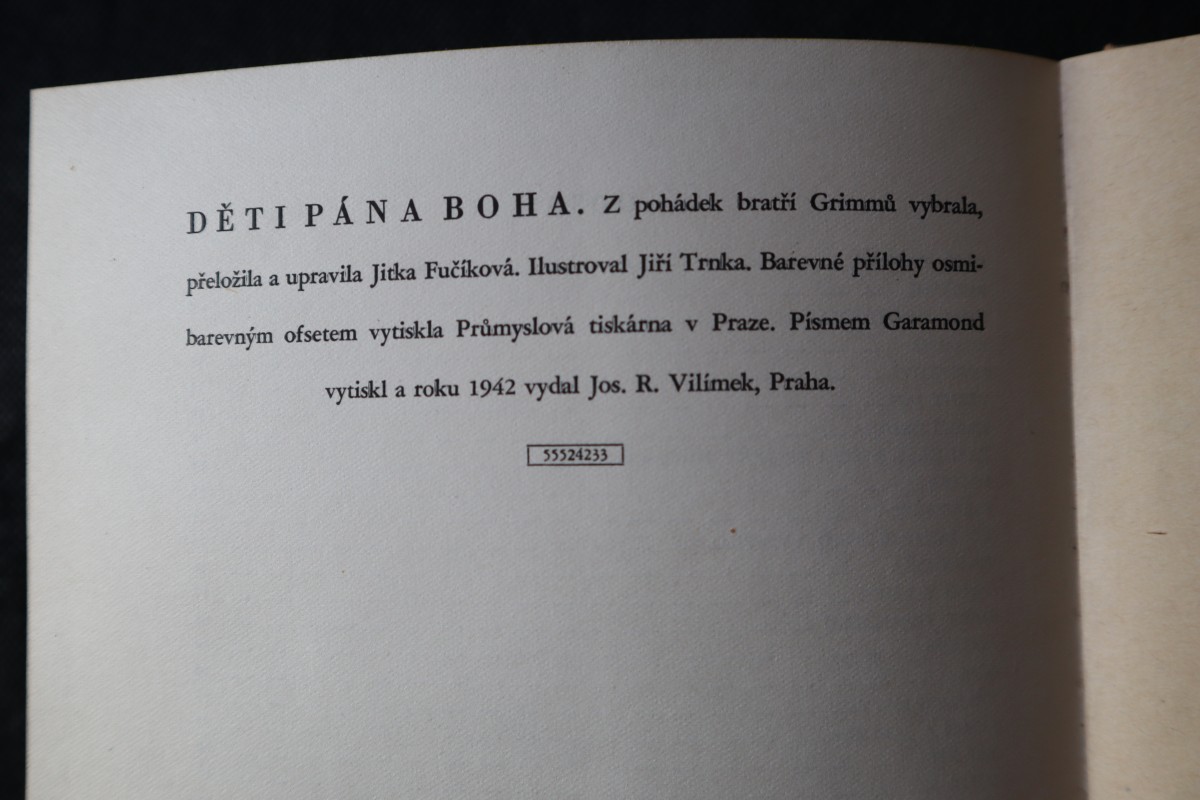 DĚTI PÁNA BOHA. Z pohádek bratří Grimmů vybrala,
přeložila a upravila Jitka Fučíková. Ilustroval Jiří Trnka. Barevné přílohy osmi-
barevným ofsetem vytiskla Průmyslová tiskárna v Praze. Písmem Garamond
vytiskl a roku 1942 vydal Jos. R. Vilímek, Praha.
55524233